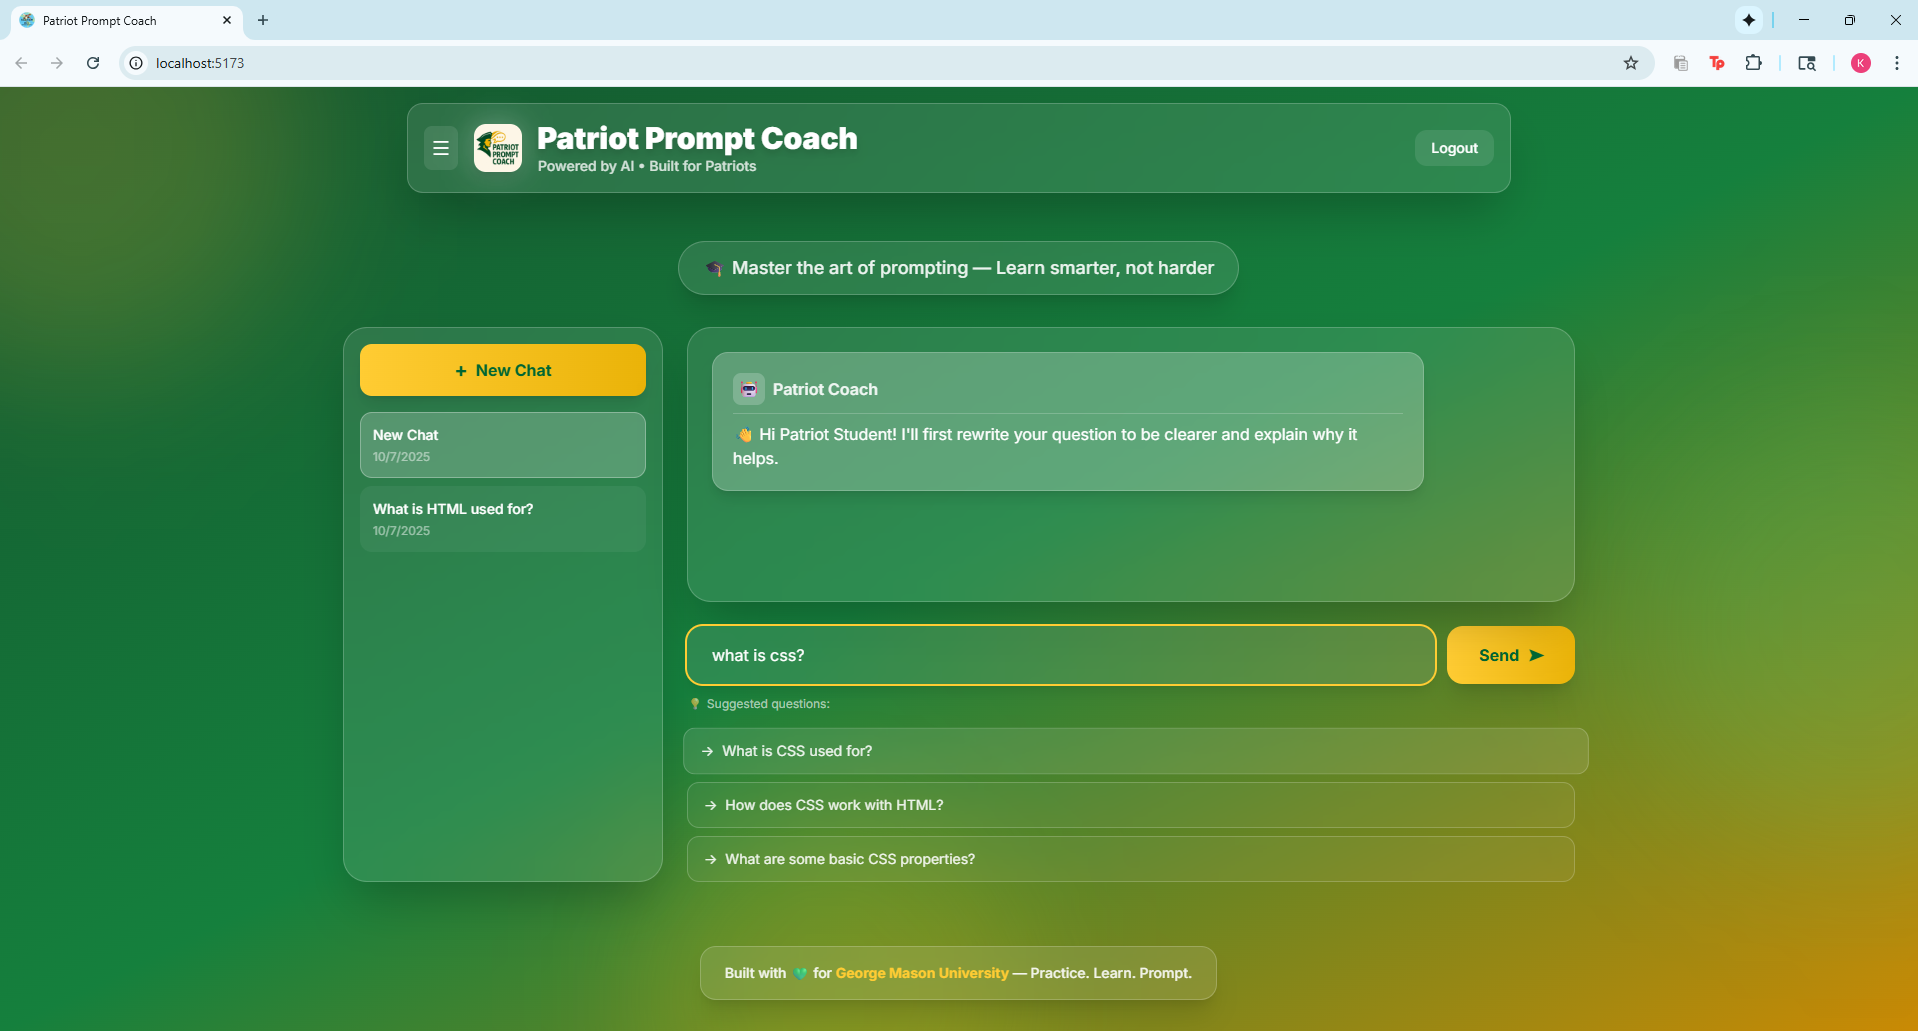 Patriot Prompt Coach
localhost:5173
Tp
K
PATRIOT
PROMPT
COACH
Patriot Prompt Coach
Powered by AI • Built for Patriots
Logout
Master the art of prompting — Learn smarter, not harder
+ New Chat
New Chat
10/7/2025
What is HTML used for?
10/7/2025
Patriot Coach
👋 Hi Patriot Student! I'll first rewrite your question to be clearer and explain why it
helps.
what is css?
Send ➤
Suggested questions:
→ What is CSS used for?
→ How does CSS work with HTML?
→ What are some basic CSS properties?
Built with 💚 for George Mason University — Practice. Learn. Prompt.